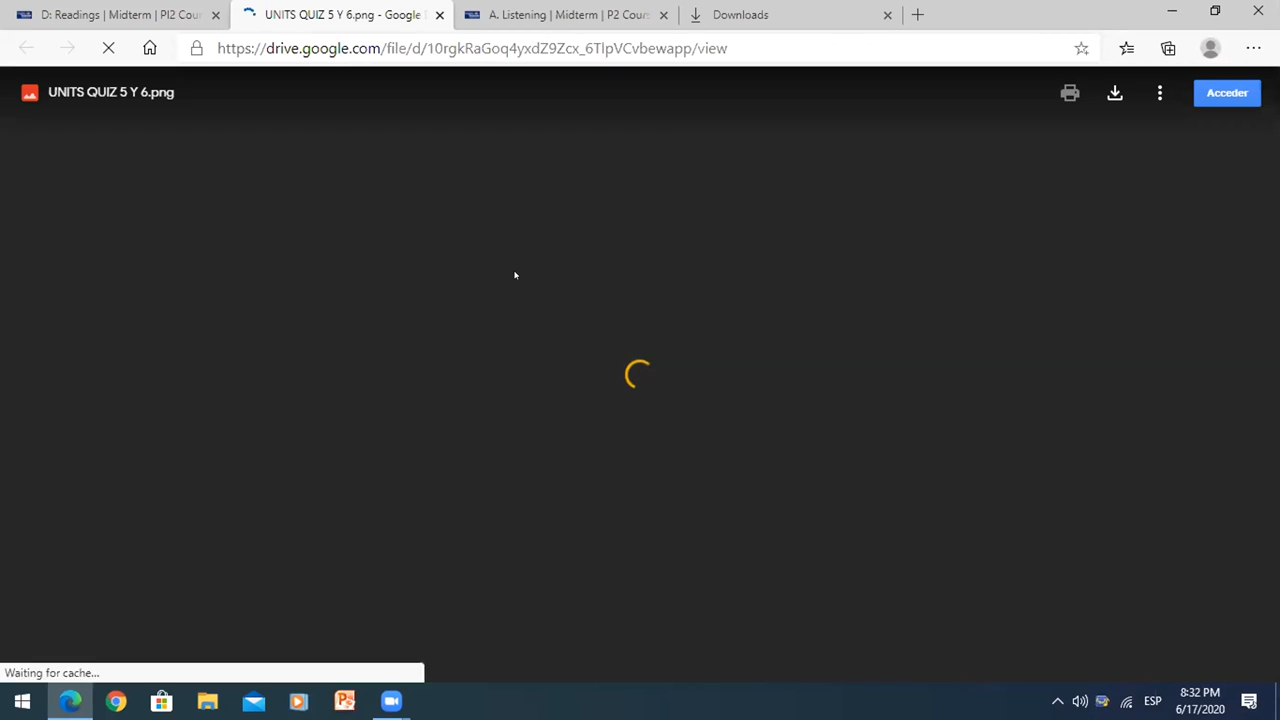 D: Readings | Midterm | PI2 Cour
UNITS QUIZ 5 Y 6.png - Google
A. Listening | Midterm | P2 Cour
Downloads
https://drive.google.com/file/d/10rgkRaGoq4yxdZ9Zcx_6TlpVCvbewapp/view
UNITS QUIZ 5 Y 6.png
Acceder
Waiting for cache...
ESP
8:32 PM
6/17/2020